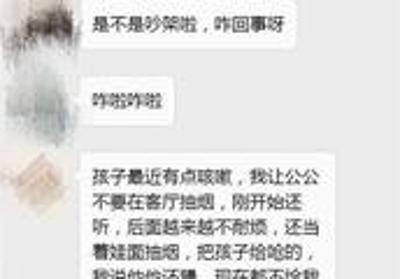 是不是吵架啦，咋回事呀
咋啦咋啦
孩子最近有点咳嗽，我让公公
不要在客厅抽烟，刚开始还
听，后面越来越不耐烦，还当
着娃面抽烟，把孩子给呛的，
我说他他还犟，现在都不给我